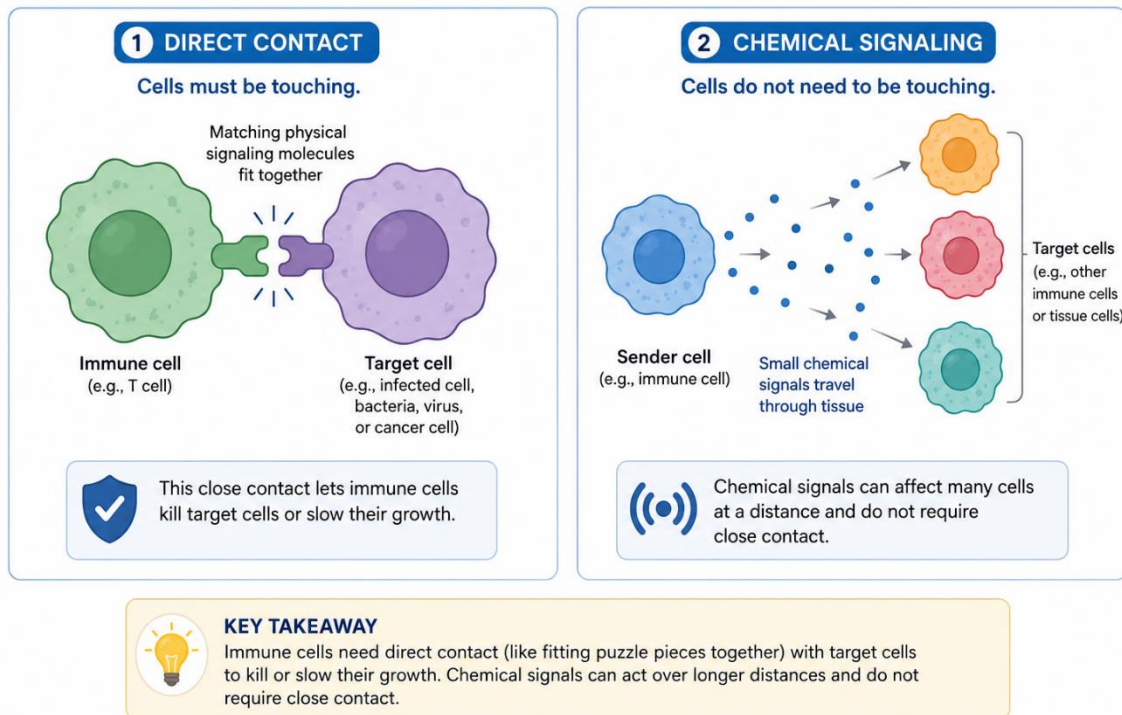 1 DIRECT CONTACT
Cells must be touching.
Matching physical
signaling molecules
fit together
Immune cell
(e.g., T cell)
Target cell
(e.g., infected cell,
bacteria, virus,
or cancer cell)
This close contact lets immune cells
kill target cells or slow their growth.
2 CHEMICAL SIGNALING
Cells do not need to be touching.
Sender cell
(e.g., immune cell)
Small chemical
signals travel
through tissue
Target cells
(e.g., other
immune cells
or tissue cells)
Chemical signals can affect many cells
at a distance and do not require
close contact.
KEY TAKEAWAY
Immune cells need direct contact (like fitting puzzle pieces together) with target cells
to kill or slow their growth. Chemical signals can act over longer distances and do not
require close contact.